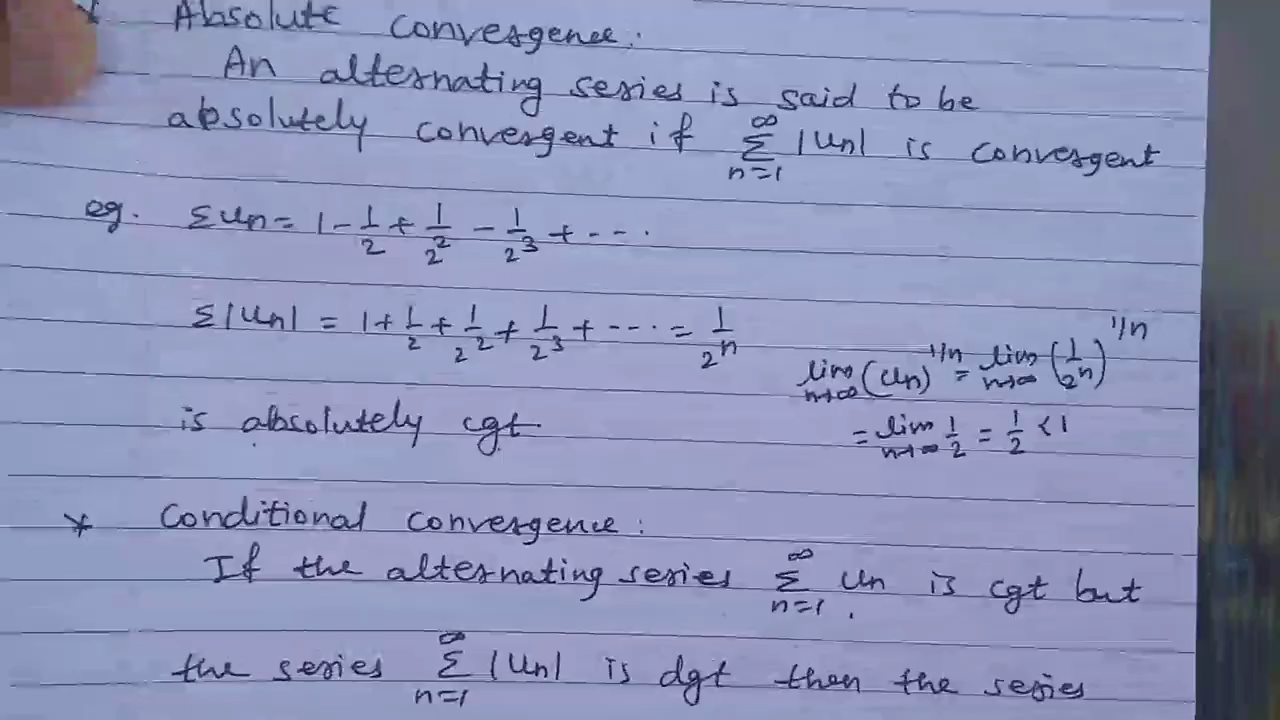 * Absolute convergence:
An alternating series is said to be
absolutely convergent if ∞Σn=1 |un| is convergent
eg. Σun = 1 - 1/2 + 1/2² - 1/2³ + - - - .
Σ|un| = 1 + 1/2 + 1/2² + 1/2³ + - - - . = 1/2ⁿ
lim n→∞ (un)^1/n = lim n→∞ (1/2ⁿ)^1/n
is absolutely cgt.
= lim n→∞ 1/2 = 1/2 < 1
* Conditional convergence:
If the alternating series ∞Σn=1 un is cgt but
the series ∞Σn=1 |un| is dgt then the series